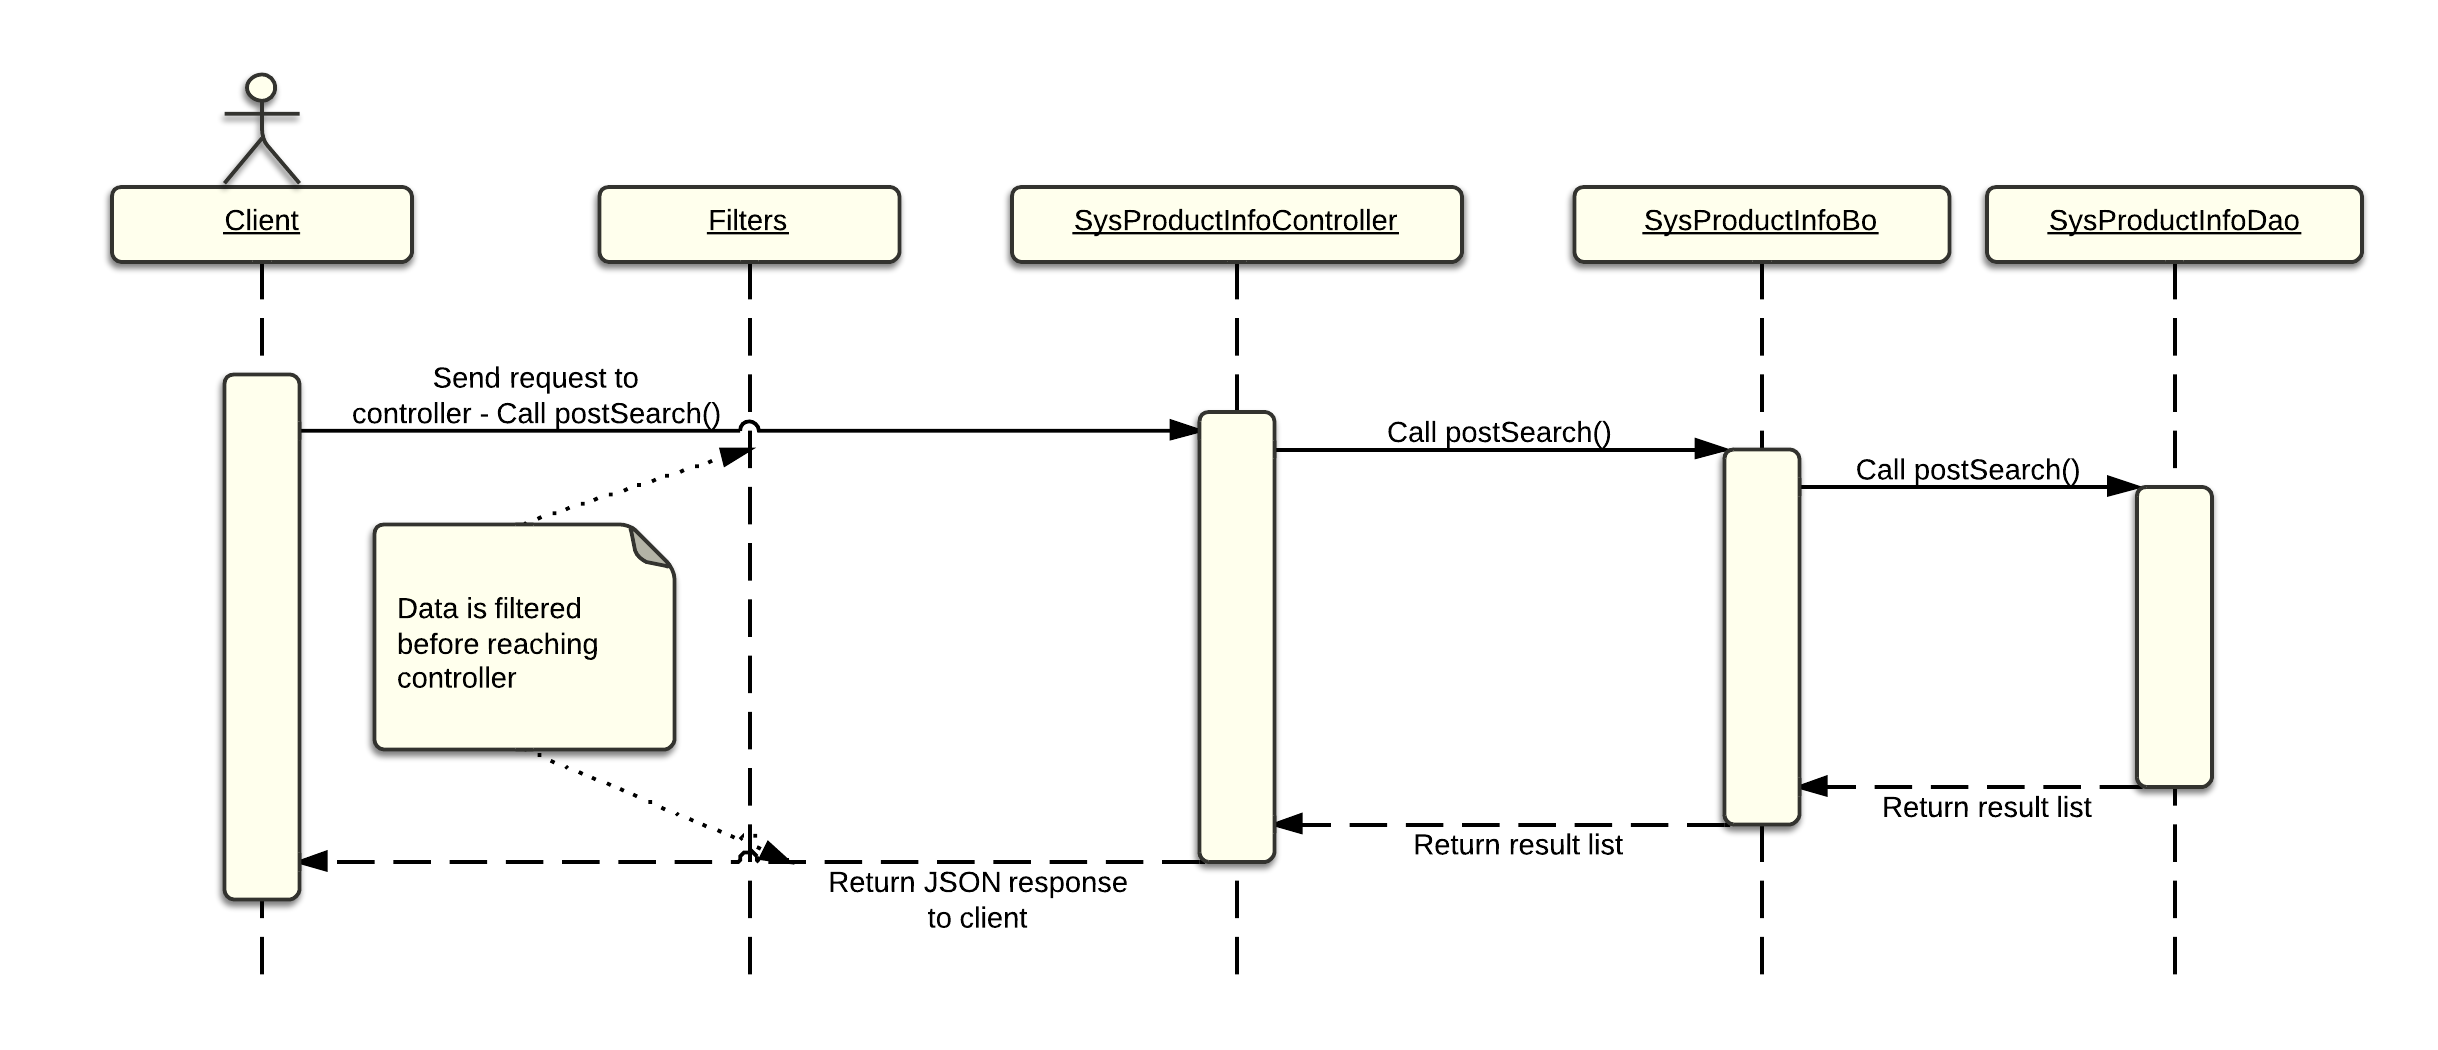 Client
Filters
SysProductInfoController
SysProductInfoBo
SysProductInfoDao
Send request to
controller - Call postSearch()
Call postSearch()
Call postSearch()
Data is filtered
before reaching
controller
Return result list
Return result list
Return JSON response
to client